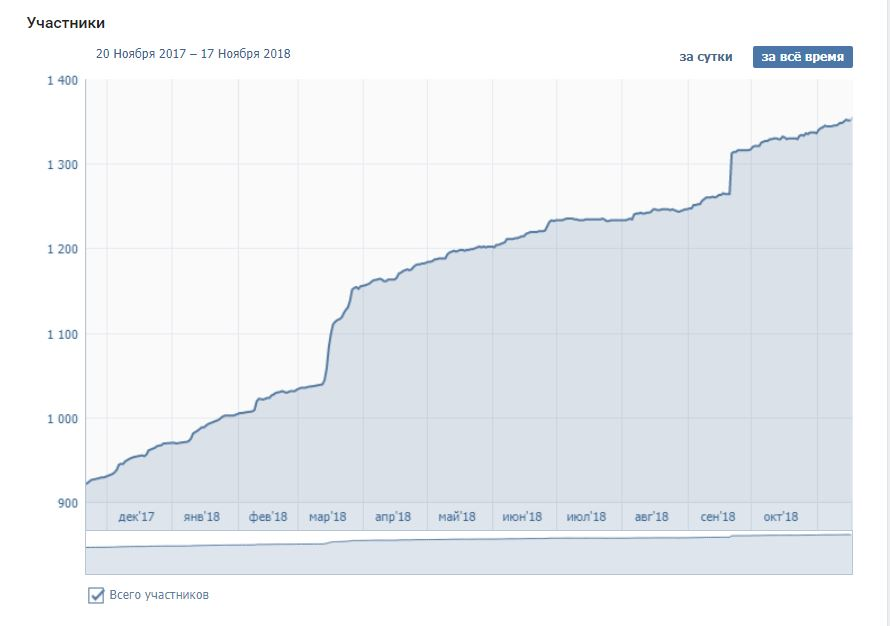 Участники
20 Ноября 2017 – 17 Ноября 2018
за сутки
за всё время
1 400
1 300
1 200
1 100
1 000
900
дек'17 янв'18 фев'18 мар'18 апр'18 май'18 июн'18 июл'18 авг'18 сен'18 окт'18
Всего участников